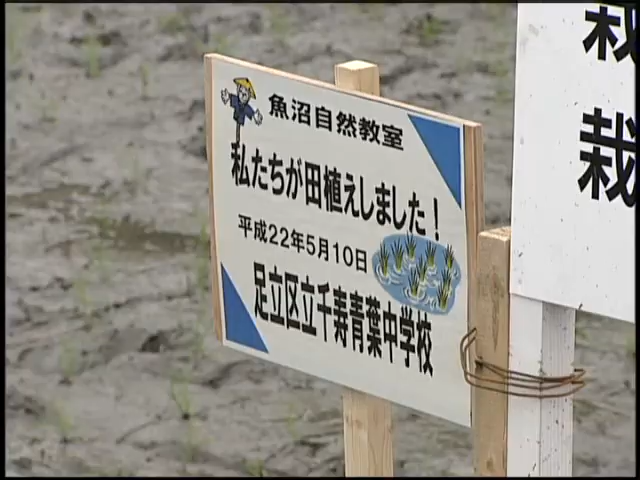 魚沼自然教室
私たちが田植えしました！
平成22年5月10日
足立区立千寿青葉中学校
栽
栽